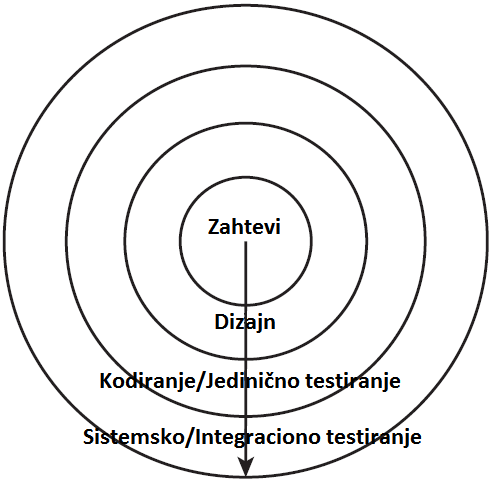 Zahtevi
Dizajn
Kodiranje/Jedinično testiranje
Sistemsko/Integraciono testiranje